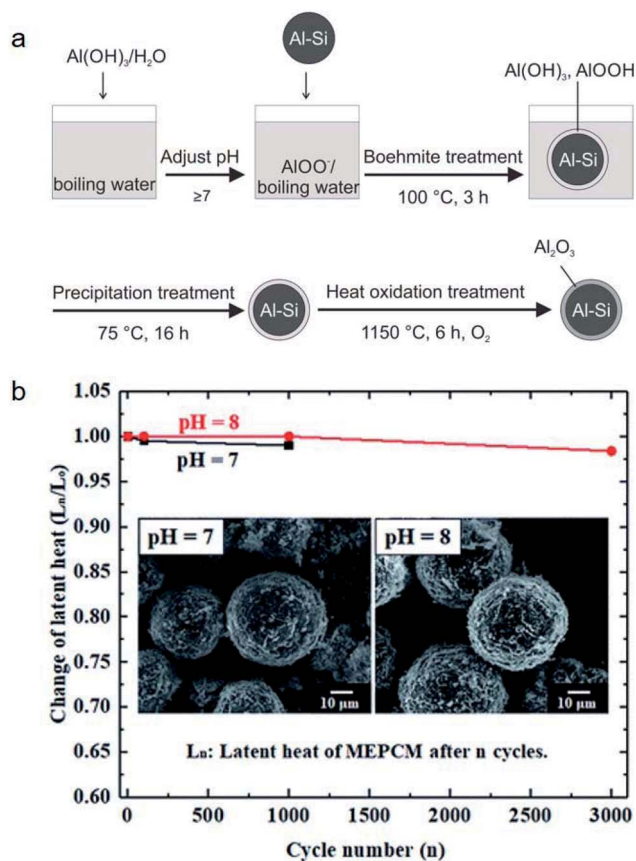 a
Al(OH)₃/H₂O
boiling water
Adjust pH
≥7
Al-Si
AlOO⁻/
boiling water
Boehmite treatment
100 °C, 3 h
Al(OH)₃, AlOOH
Al-Si
Precipitation treatment
75 °C, 16 h
Al-Si
Heat oxidation treatment
1150 °C, 6 h, O₂
Al₂O₃
Al-Si
b
Change of latent heat (Lₙ/Lₒ)
1.05
1.00
0.95
0.90
0.85
0.80
0.75
0.70
0.65
0.60
pH = 8
pH = 7
pH = 7
10 μm
pH = 8
10 μm
Lₙ: Latent heat of MEPCM after n cycles.
0 500 1000 1500 2000 2500 3000
Cycle number (n)